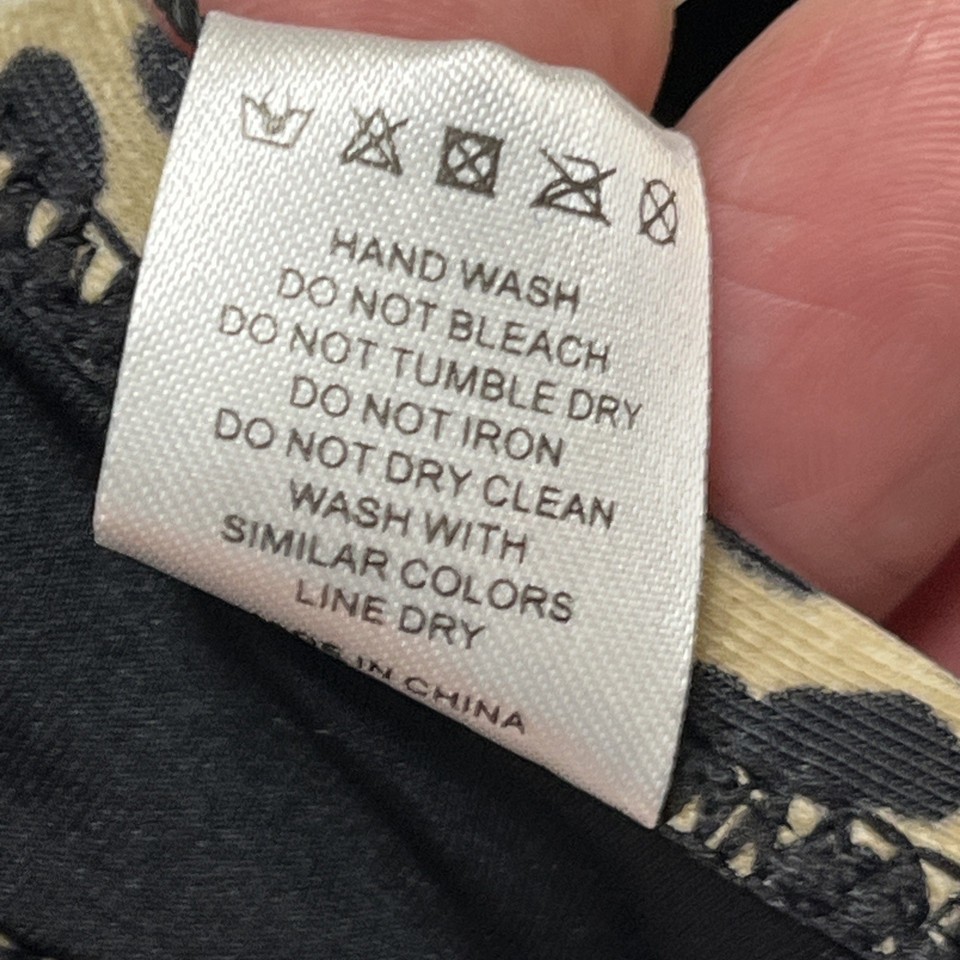 HAND WASH
DO NOT BLEACH
DO NOT TUMBLE DRY
DO NOT IRON
DO NOT DRY CLEAN
WASH WITH
SIMILAR COLORS
LINE DRY
IN CHINA